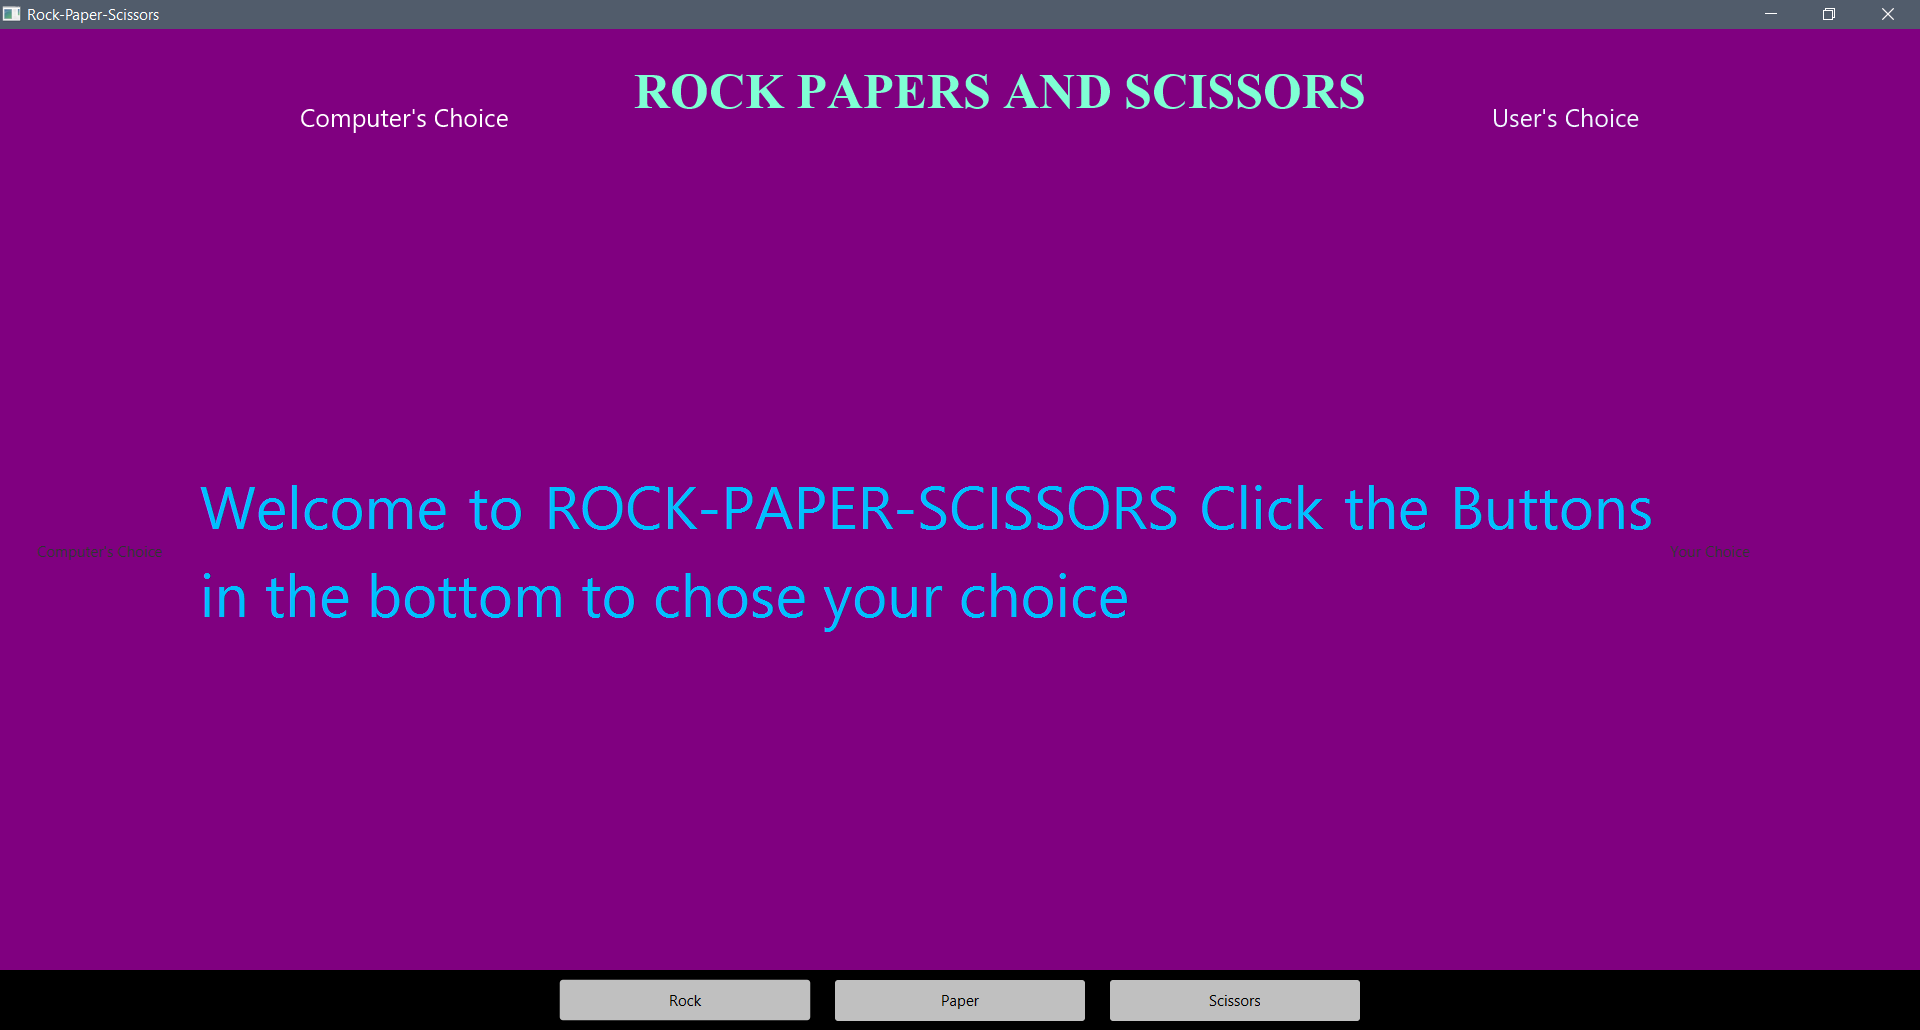 Rock-Paper-Scissors
ROCK PAPERS AND SCISSORS
Computer's Choice
User's Choice
Welcome to ROCK-PAPER-SCISSORS Click the Buttons
in the bottom to chose your choice
Computer's Choice
Your Choice
Rock
Paper
Scissors